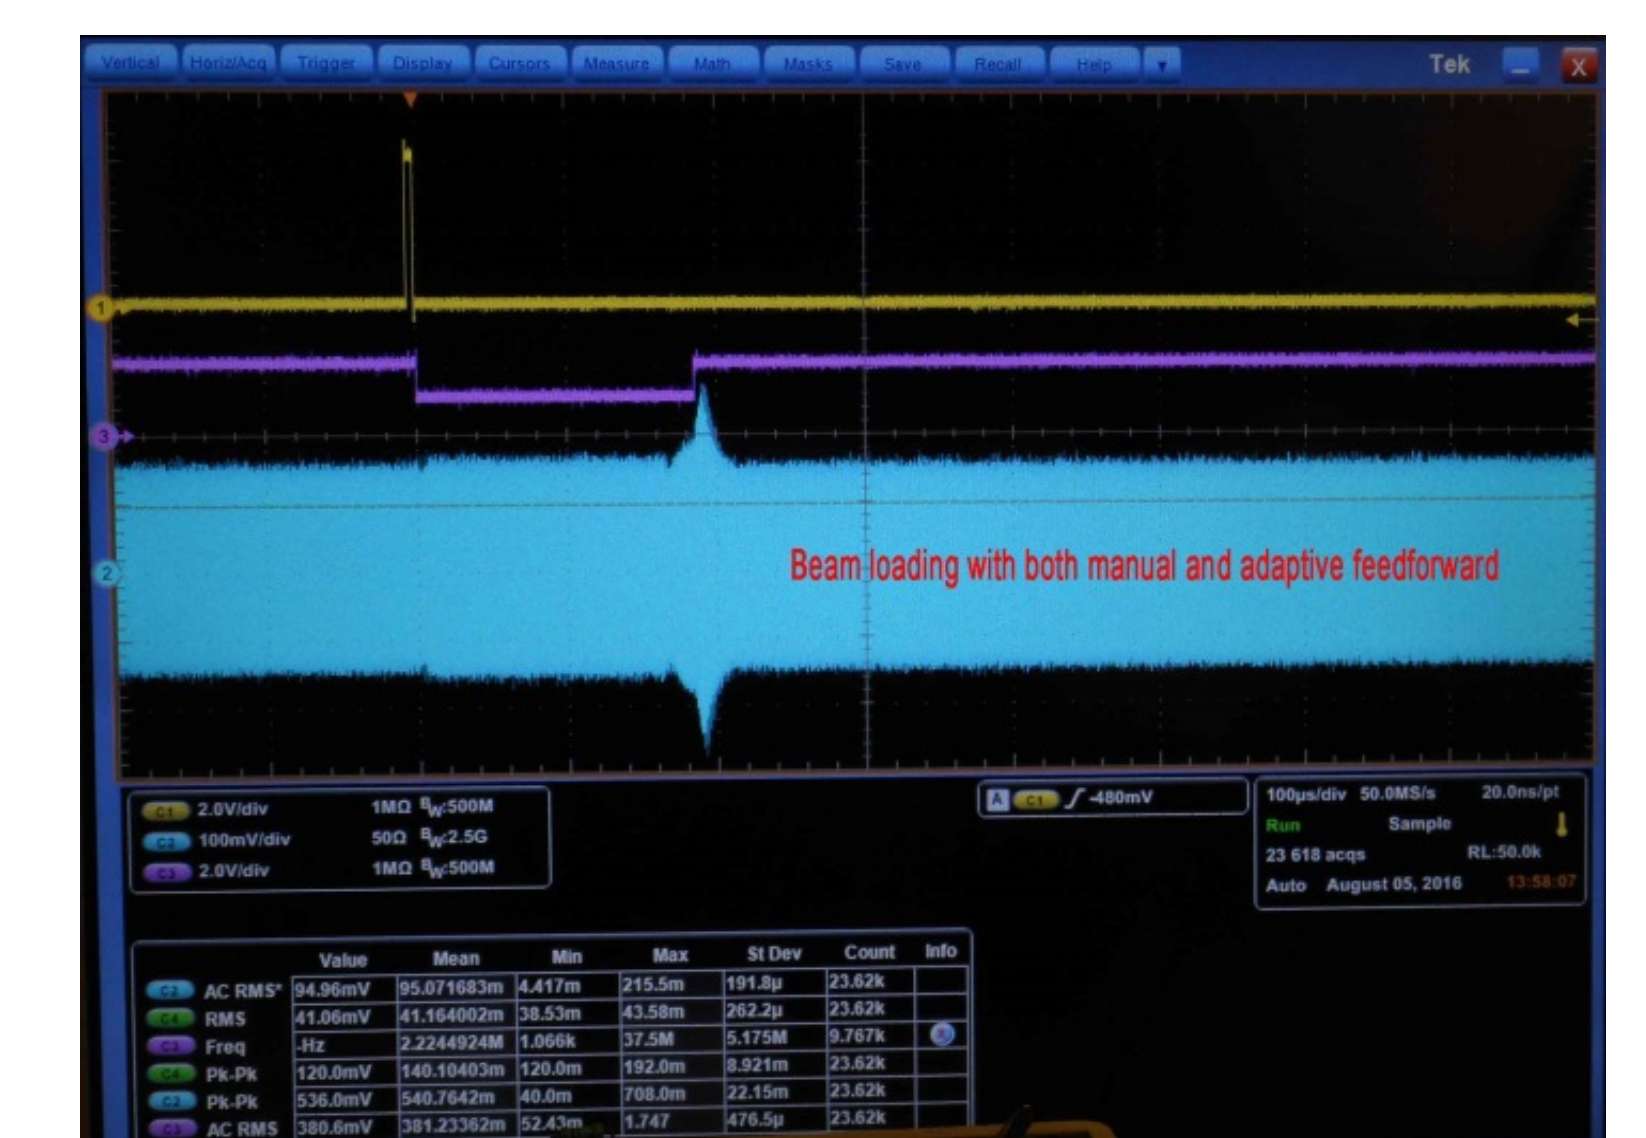 Vertical Horiz/Acq Trigger Display Cursors Measure Math Masks Save Recall Help Tek X
1
3
2
Beam loading with both manual and adaptive feedforward
C1 2.0V/div 1MΩ BW:500M
C2 100mV/div 50Ω BW:2.5G
C3 2.0V/div 1MΩ BW:500M
A C1 -480mV
100µs/div 50.0MS/s 20.0ns/pt
Run Sample
23 618 acqs RL:50.0k
Auto August 05, 2016 13:58:07
Value Mean Min Max St Dev Count Info
C2 AC RMS* 94.96mV 95.071683m 4.417m 215.5m 191.8µ 23.62k
C4 RMS 41.06mV 41.164002m 38.53m 43.58m 262.2µ 23.62k
C3 Freq -Hz 2.2244924M 1.066k 37.5M 5.175M 9.767k
C4 Pk-Pk 120.0mV 140.10403m 120.0m 192.0m 8.921m 23.62k
C2 Pk-Pk 536.0mV 540.7642m 40.0m 708.0m 22.15m 23.62k
C3 AC RMS 380.6mV 381.23362m 52.43m 1.747 476.5µ 23.62k